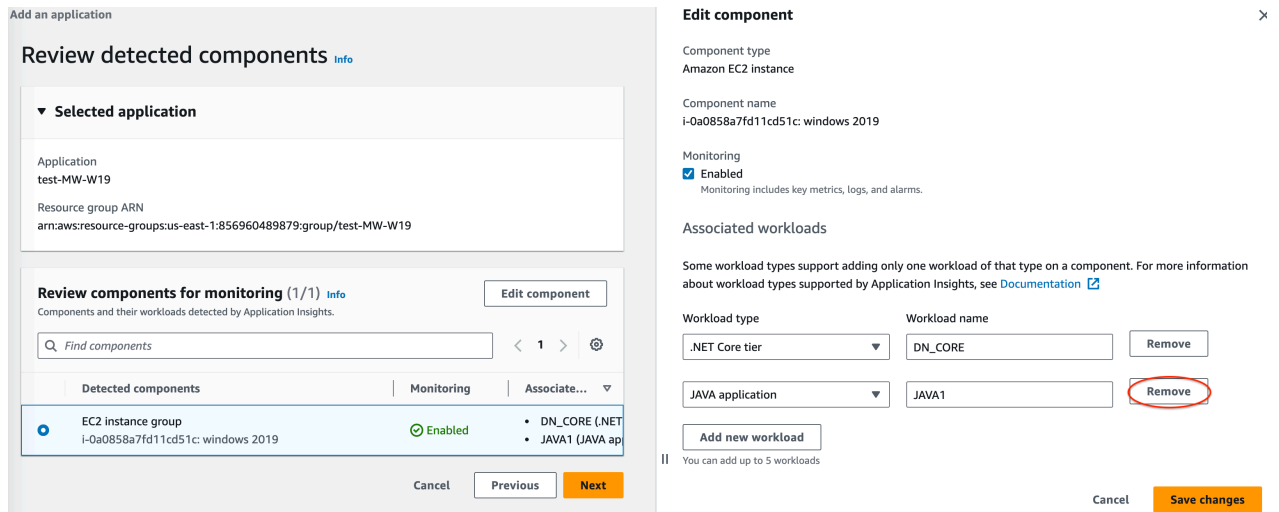 Add an application
Review detected components Info
Selected application
Application
test-MW-W19
Resource group ARN
arn:aws:resource-groups:us-east-1:856960489879:group/test-MW-W19
Review components for monitoring (1/1) Info
Edit component
Components and their workloads detected by Application Insights.
Find components
1
Detected components
Monitoring
Associate...
EC2 instance group
i-0a0858a7fd11cd51c: windows 2019
Enabled
• DN_CORE (.NET
• JAVA1 (JAVA ap
Cancel
Previous
Next
Edit component
Component type
Amazon EC2 instance
Component name
i-0a0858a7fd11cd51c: windows 2019
Monitoring
Enabled
Monitoring includes key metrics, logs, and alarms.
Associated workloads
Some workload types support adding only one workload of that type on a component. For more information
about workload types supported by Application Insights, see Documentation
Workload type
Workload name
.NET Core tier
DN_CORE
Remove
JAVA application
JAVA1
Remove
Add new workload
You can add up to 5 workloads
Cancel
Save changes